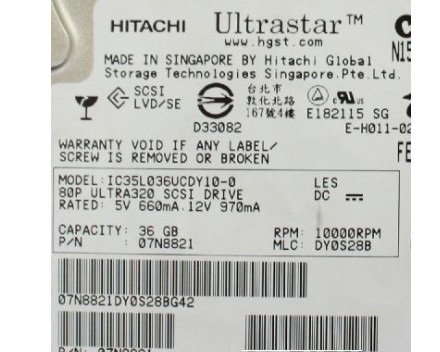 HITACHI Ultrastar™
www.hgst.com
N15
MADE IN SINGAPORE BY Hitachi Global
Storage Technologies Singapore.Pte.Ltd.
SCSI
LVD/SE
台北市
敦化北路
167號4樓
D33082
E182115 SG
E-H011-02
WARRANTY VOID IF ANY LABEL/
SCREW IS REMOVED OR BROKEN
FE
MODEL:IC35L036UCDY10-0 LES
80P ULTRA320 SCSI DRIVE DC
RATED: 5V 660mA.12V 970mA
CAPACITY: 36 GB RPM: 10000RPM
P/N : 07N8821 MLC: DY0S28B
07N8821DY0S28BG42